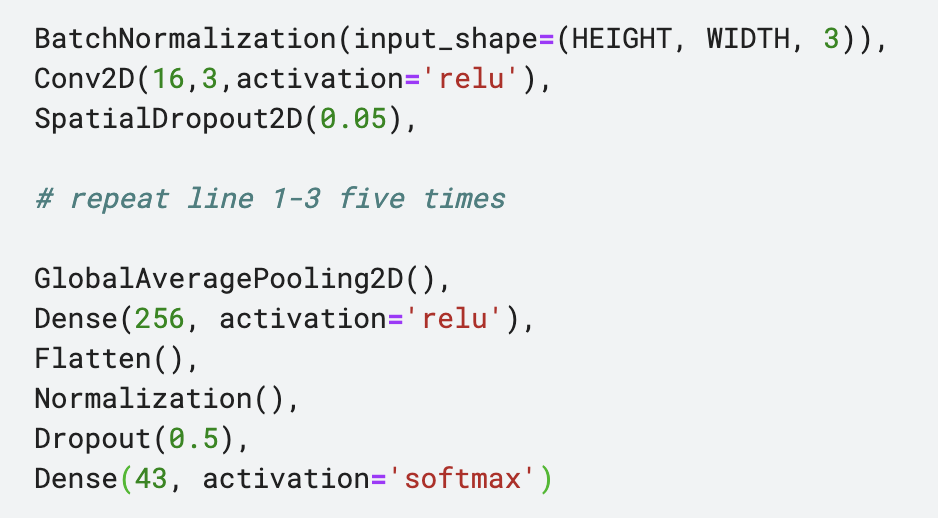 BatchNormalization(input_shape=(HEIGHT, WIDTH, 3)),
Conv2D(16,3,activation='relu'),
SpatialDropout2D(0.05),
# repeat line 1-3 five times
GlobalAveragePooling2D(),
Dense(256, activation='relu'),
Flatten(),
Normalization(),
Dropout(0.5),
Dense(43, activation='softmax')